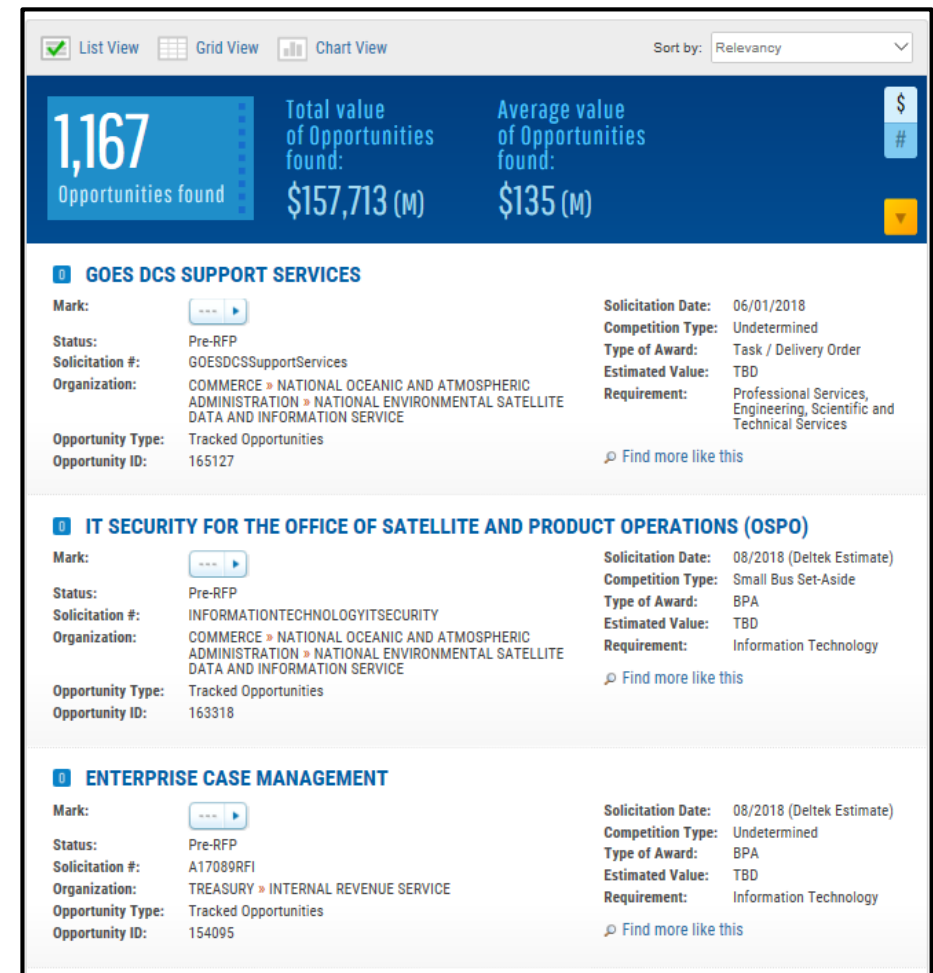 List View Grid View Chart View Sort by: Relevancy
1,167
Opportunities found
Total value
of Opportunities
found:
$157,713 (M)
Average value
of Opportunities
found:
$135 (M)
$
#
0 GOES DCS SUPPORT SERVICES
Mark: ---
Status: Pre-RFP
Solicitation #: GOESDCSSupportServices
Organization: COMMERCE » NATIONAL OCEANIC AND ATMOSPHERIC
ADMINISTRATION » NATIONAL ENVIRONMENTAL SATELLITE
DATA AND INFORMATION SERVICE
Opportunity Type: Tracked Opportunities
Opportunity ID: 165127
Solicitation Date: 06/01/2018
Competition Type: Undetermined
Type of Award: Task / Delivery Order
Estimated Value: TBD
Requirement: Professional Services,
Engineering, Scientific and
Technical Services
Find more like this
0 IT SECURITY FOR THE OFFICE OF SATELLITE AND PRODUCT OPERATIONS (OSPO)
Mark: ---
Status: Pre-RFP
Solicitation #: INFORMATIONTECHNOLOGYITSECURITY
Organization: COMMERCE » NATIONAL OCEANIC AND ATMOSPHERIC
ADMINISTRATION » NATIONAL ENVIRONMENTAL SATELLITE
DATA AND INFORMATION SERVICE
Opportunity Type: Tracked Opportunities
Opportunity ID: 163318
Solicitation Date: 08/2018 (Deltek Estimate)
Competition Type: Small Bus Set-Aside
Type of Award: BPA
Estimated Value: TBD
Requirement: Information Technology
Find more like this
0 ENTERPRISE CASE MANAGEMENT
Mark: ---
Status: Pre-RFP
Solicitation #: A17089RFI
Organization: TREASURY » INTERNAL REVENUE SERVICE
Opportunity Type: Tracked Opportunities
Opportunity ID: 154095
Solicitation Date: 08/2018 (Deltek Estimate)
Competition Type: Undetermined
Type of Award: BPA
Estimated Value: TBD
Requirement: Information Technology
Find more like this